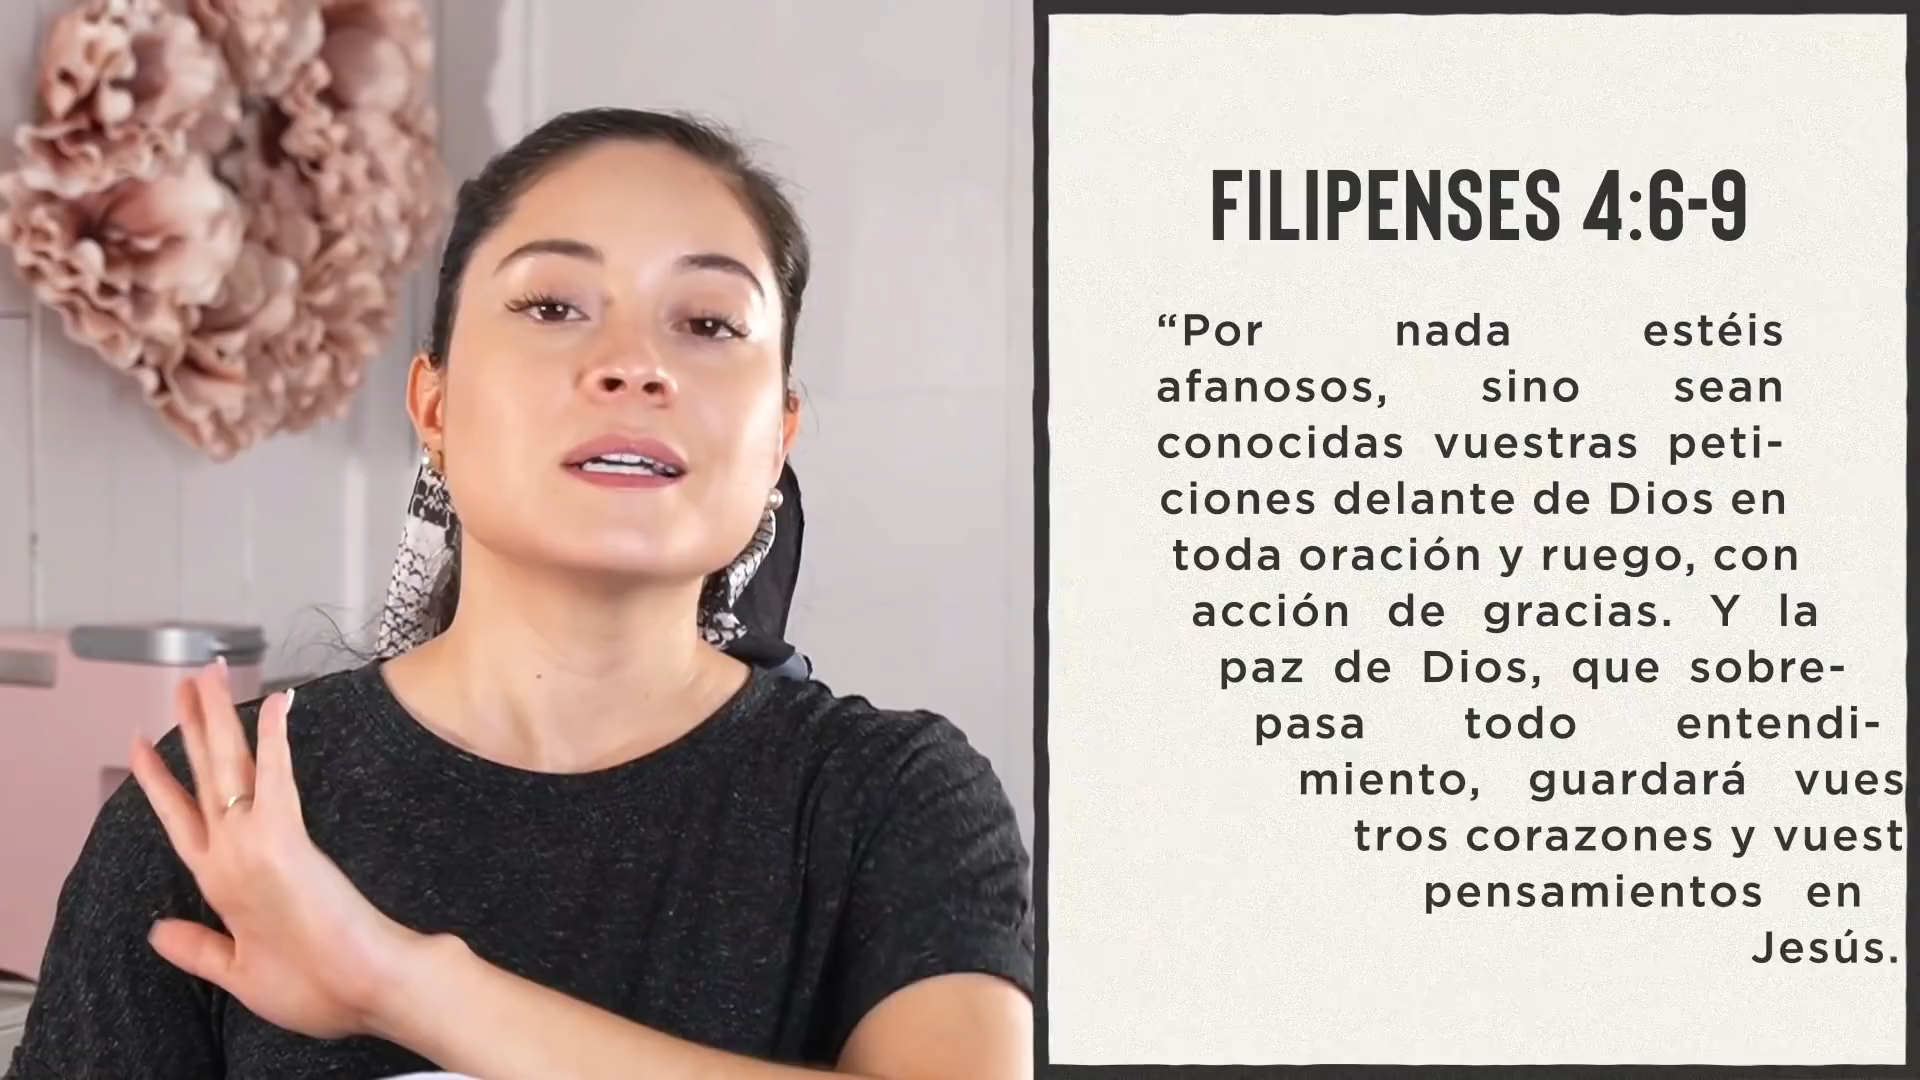 FILIPENSES 4:6-9
“Por nada estéis
afanosos, sino sean
conocidas vuestras peti-
ciones delante de Dios en
toda oración y ruego, con
acción de gracias. Y la
paz de Dios, que sobre-
pasa todo entendi-
miento, guardará vues
tros corazones y vuest
pensamientos en
Jesús.